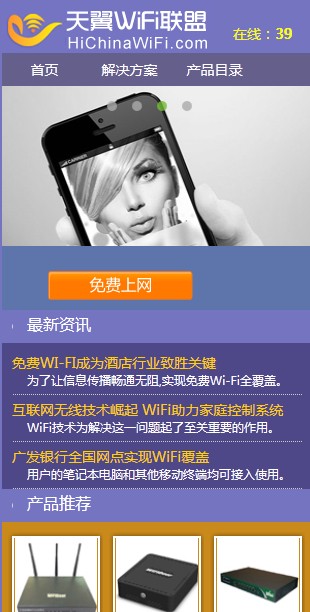 天翼WiFi联盟
HiChinaWiFi.com
在线：39
首页 解决方案 产品目录
免费上网
最新资讯
免费WI-FI成为酒店行业致胜关键
为了让信息传播畅通无阻,实现免费Wi-Fi全覆盖。
互联网无线技术崛起 WiFi助力家庭控制系统
WiFi技术为解决这一问题起了至关重要的作用。
广发银行全国网点实现WiFi覆盖
用户的笔记本电脑和其他移动终端均可接入使用。
产品推荐